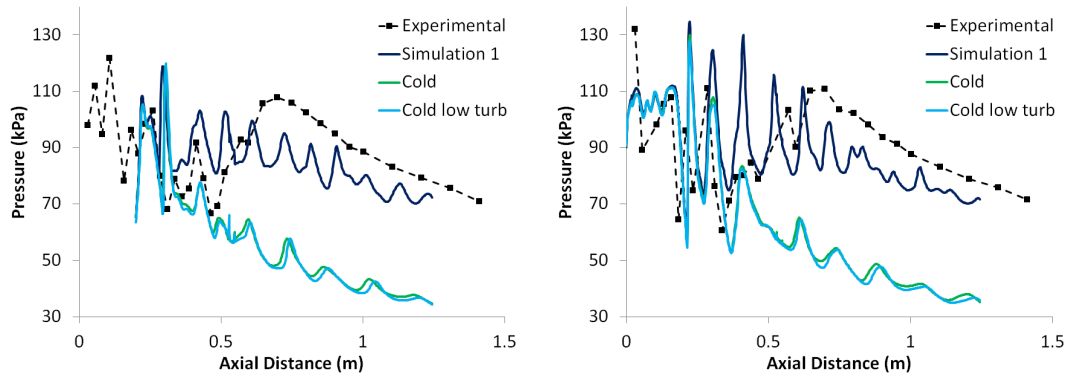 Pressure (kPa)
130
110
90
70
50
30
0
0.5
1
1.5
Axial Distance (m)
Experimental
Simulation 1
Cold
Cold low turb
Pressure (kPa)
130
110
90
70
50
30
0
0.5
1
1.5
Axial Distance (m)
Experimental
Simulation 1
Cold
Cold low turb